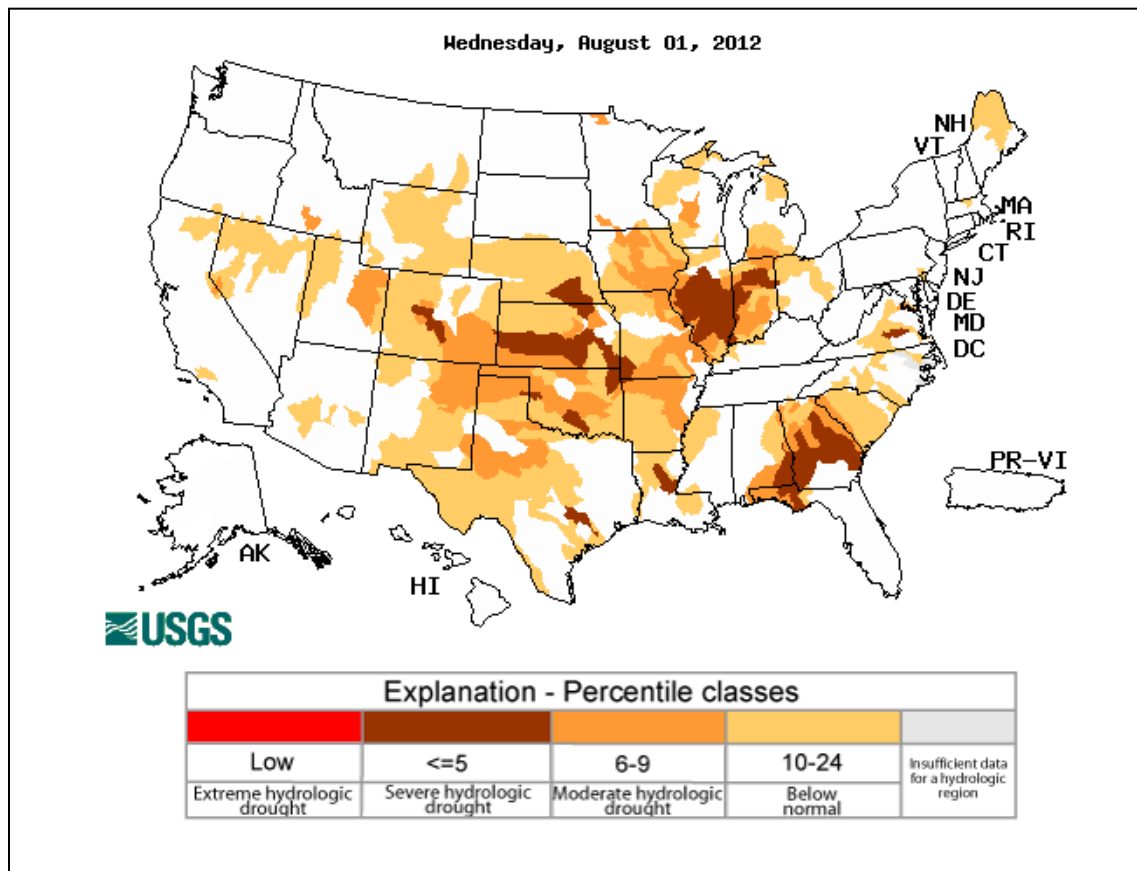 Wednesday, August 01, 2012
NH
VT
MA
RI
CT
NJ
DE
MD
DC
PR-VI
AK
HI
USGS
Explanation - Percentile classes
Low <=5 6-9 10-24 Insufficient data for a hydrologic region
Extreme hydrologic drought Severe hydrologic drought Moderate hydrologic drought Below normal